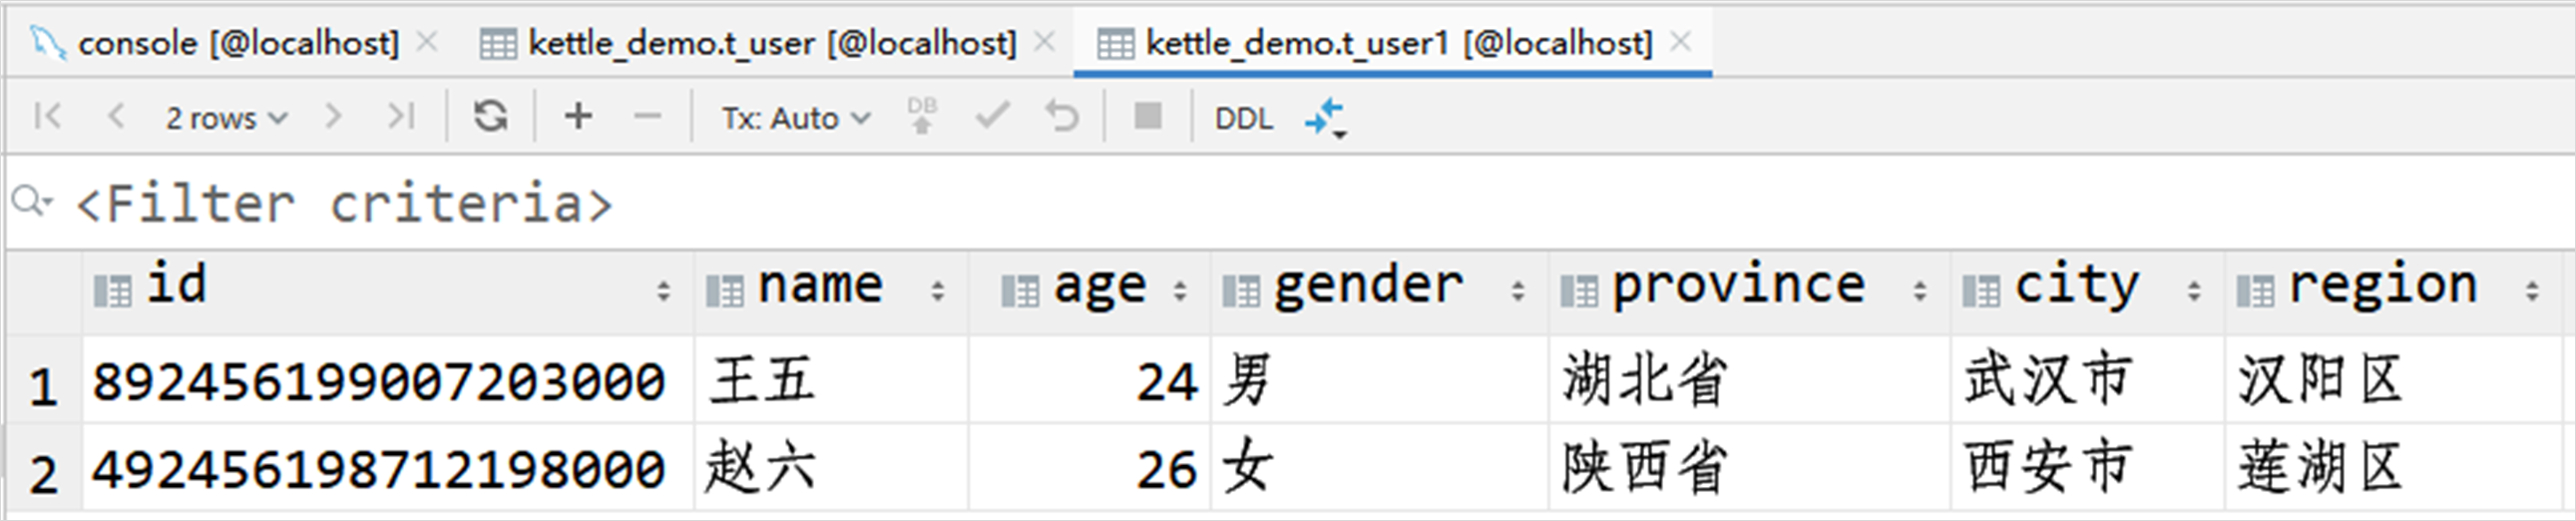 console [@localhost] kettle_demo.t_user [@localhost] kettle_demo.t_user1 [@localhost]
2 rows Tx: Auto DB DDL
<Filter criteria>
id name age gender province city region
1 892456199007203000 王五 24 男 湖北省 武汉市 汉阳区
2 492456198712198000 赵六 26 女 陕西省 西安市 莲湖区